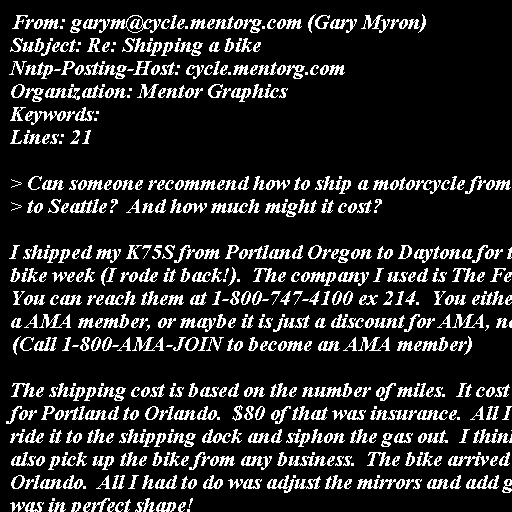 From: garym@cycle.mentorg.com (Gary Myron)
Subject: Re: Shipping a bike
Nntp-Posting-Host: cycle.mentorg.com
Organization: Mentor Graphics
Keywords:
Lines: 21

> Can someone recommend how to ship a motorcycle from
> to Seattle?  And how much might it cost?

I shipped my K75S from Portland Oregon to Daytona for
bike week (I rode it back!).  The company I used is The
You can reach them at 1-800-747-4100 ex 214.  You
a AMA member, or maybe it is just a discount for AMA,
(Call 1-800-AMA-JOIN to become an AMA member)

The shipping cost is based on the number of miles.  It cost
for Portland to Orlando.  $80 of that was insurance.  All I
ride it to the shipping dock and siphon the gas out.  I
also pick up the bike from any business.  The bike arrived
Orlando.  All I had to do was adjust the mirrors and add
was in perfect shape!